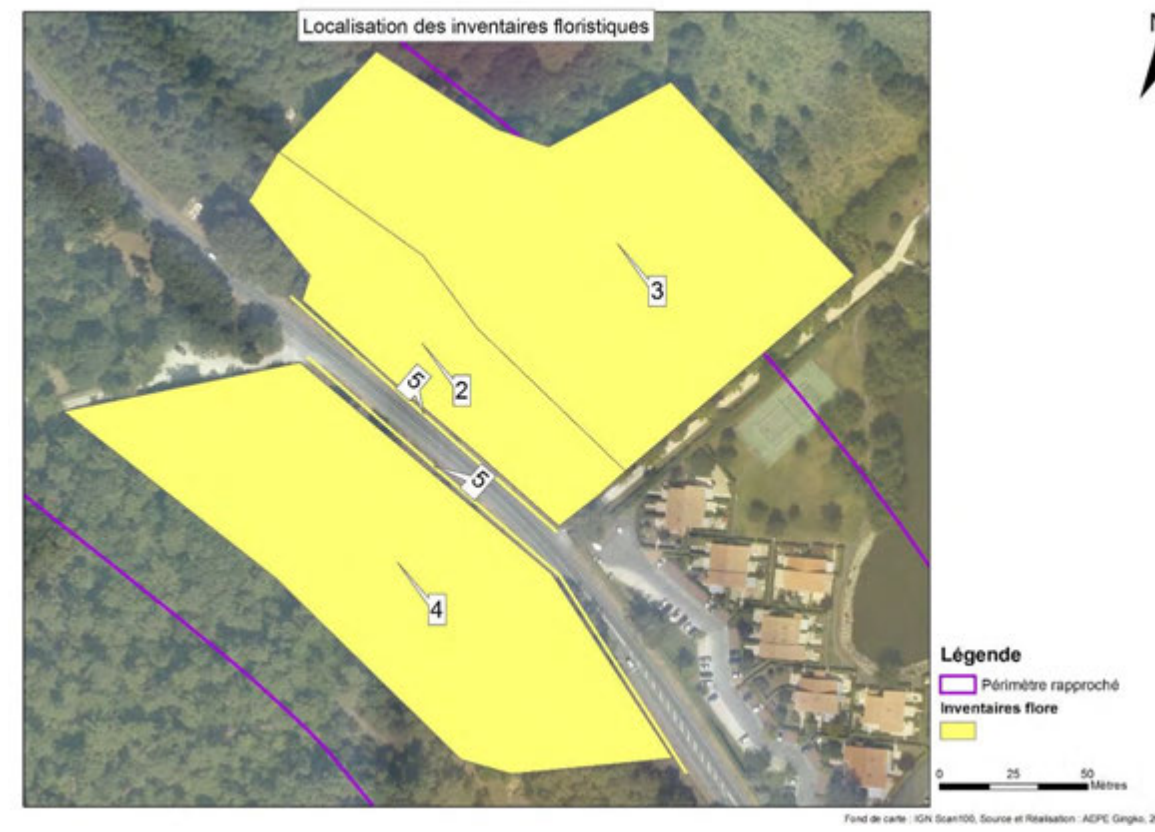 Localisation des inventaires floristiques
N
3
2
5
5
4
Légende
Périmètre rapproché
Inventaires flore
0 25 50
Mètres
Fond de carte : IGN Scan100, Source et Réalisation : AEPE Gingko, 2